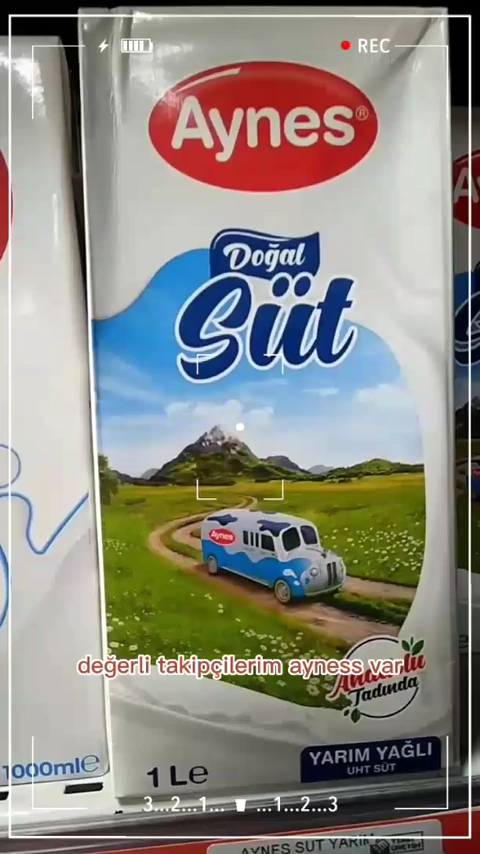 REC
Aynes®
Doğal
Süt
Aynes
değerli takipçilerim ayness var
Anadolu
Tadında
1000ml℮
1 L℮
YARIM YAĞLI
UHT SÜT
3...2...1... ...1...2...3
AYNES SÜT YARIM